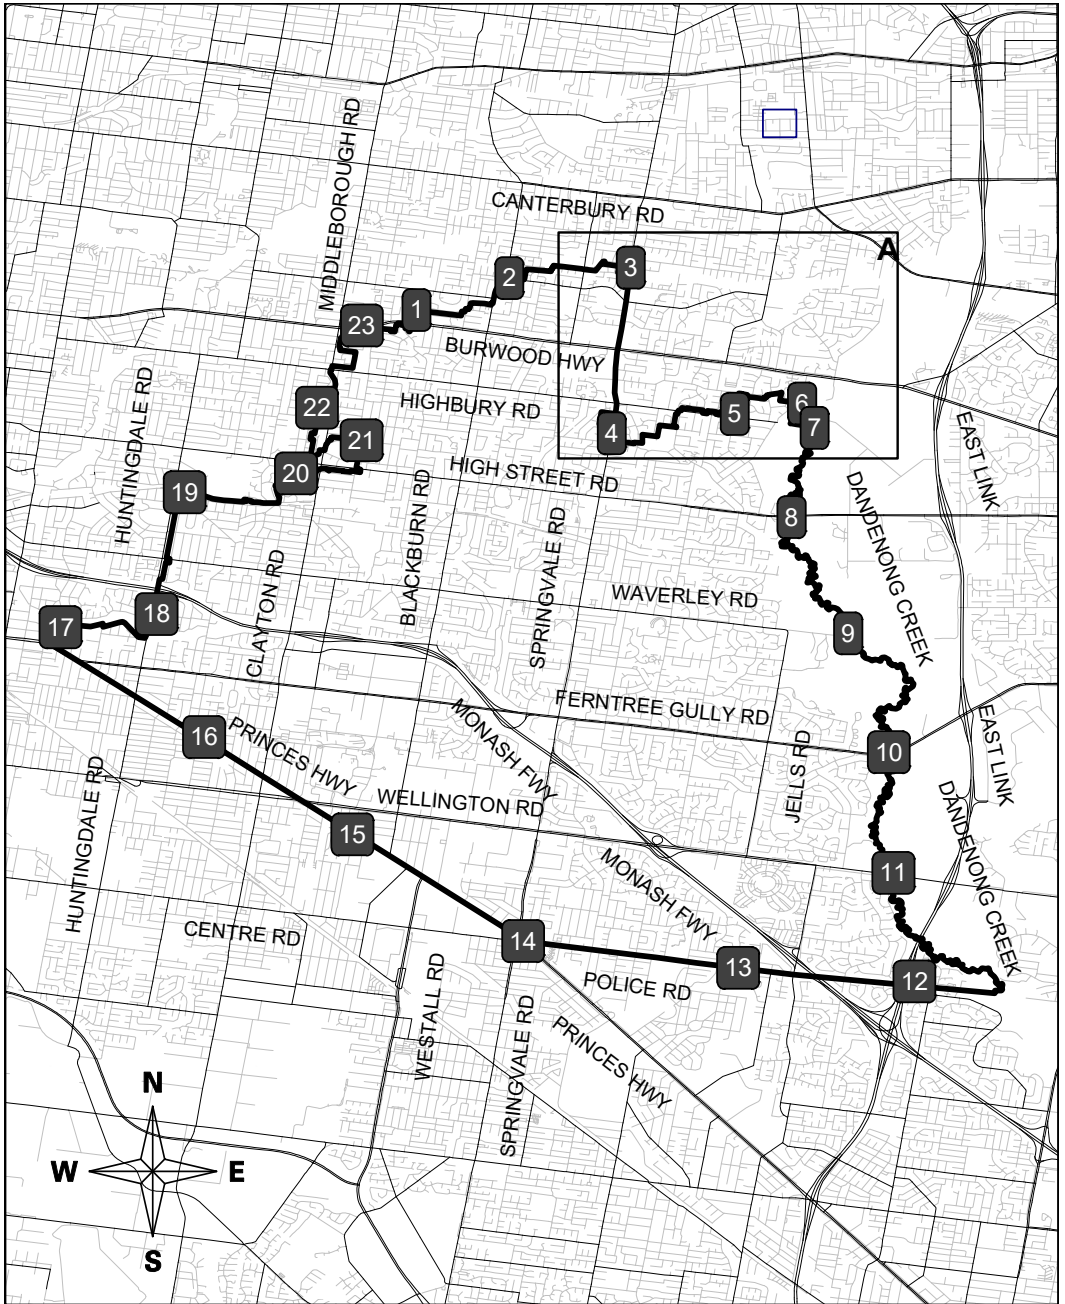 MIDDLEBOROUGH RD
CANTERBURY RD
A
3
2
1
23
BURWOOD HWY
HUNTINGDALE RD
22
HIGHBURY RD
6
5
7
4
21
EAST LINK
20
HIGH STREET RD
19
BLACKBURN RD
8
DANDENONG CREEK
SPRINGVALE RD
CLAYTON RD
WAVERLEY RD
18
17
9
FERNTREE GULLY RD
MONASH FWY
EAST LINK
16
PRINCES HWY
10
JELLS RD
HUNTINGDALE RD
WELLINGTON RD
15
DANDENONG CREEK
11
MONASH FWY
CENTRE RD
14
13
12
POLICE RD
WESTALL RD
SPRINGVALE RD
PRINCES HWY
N
W E
S